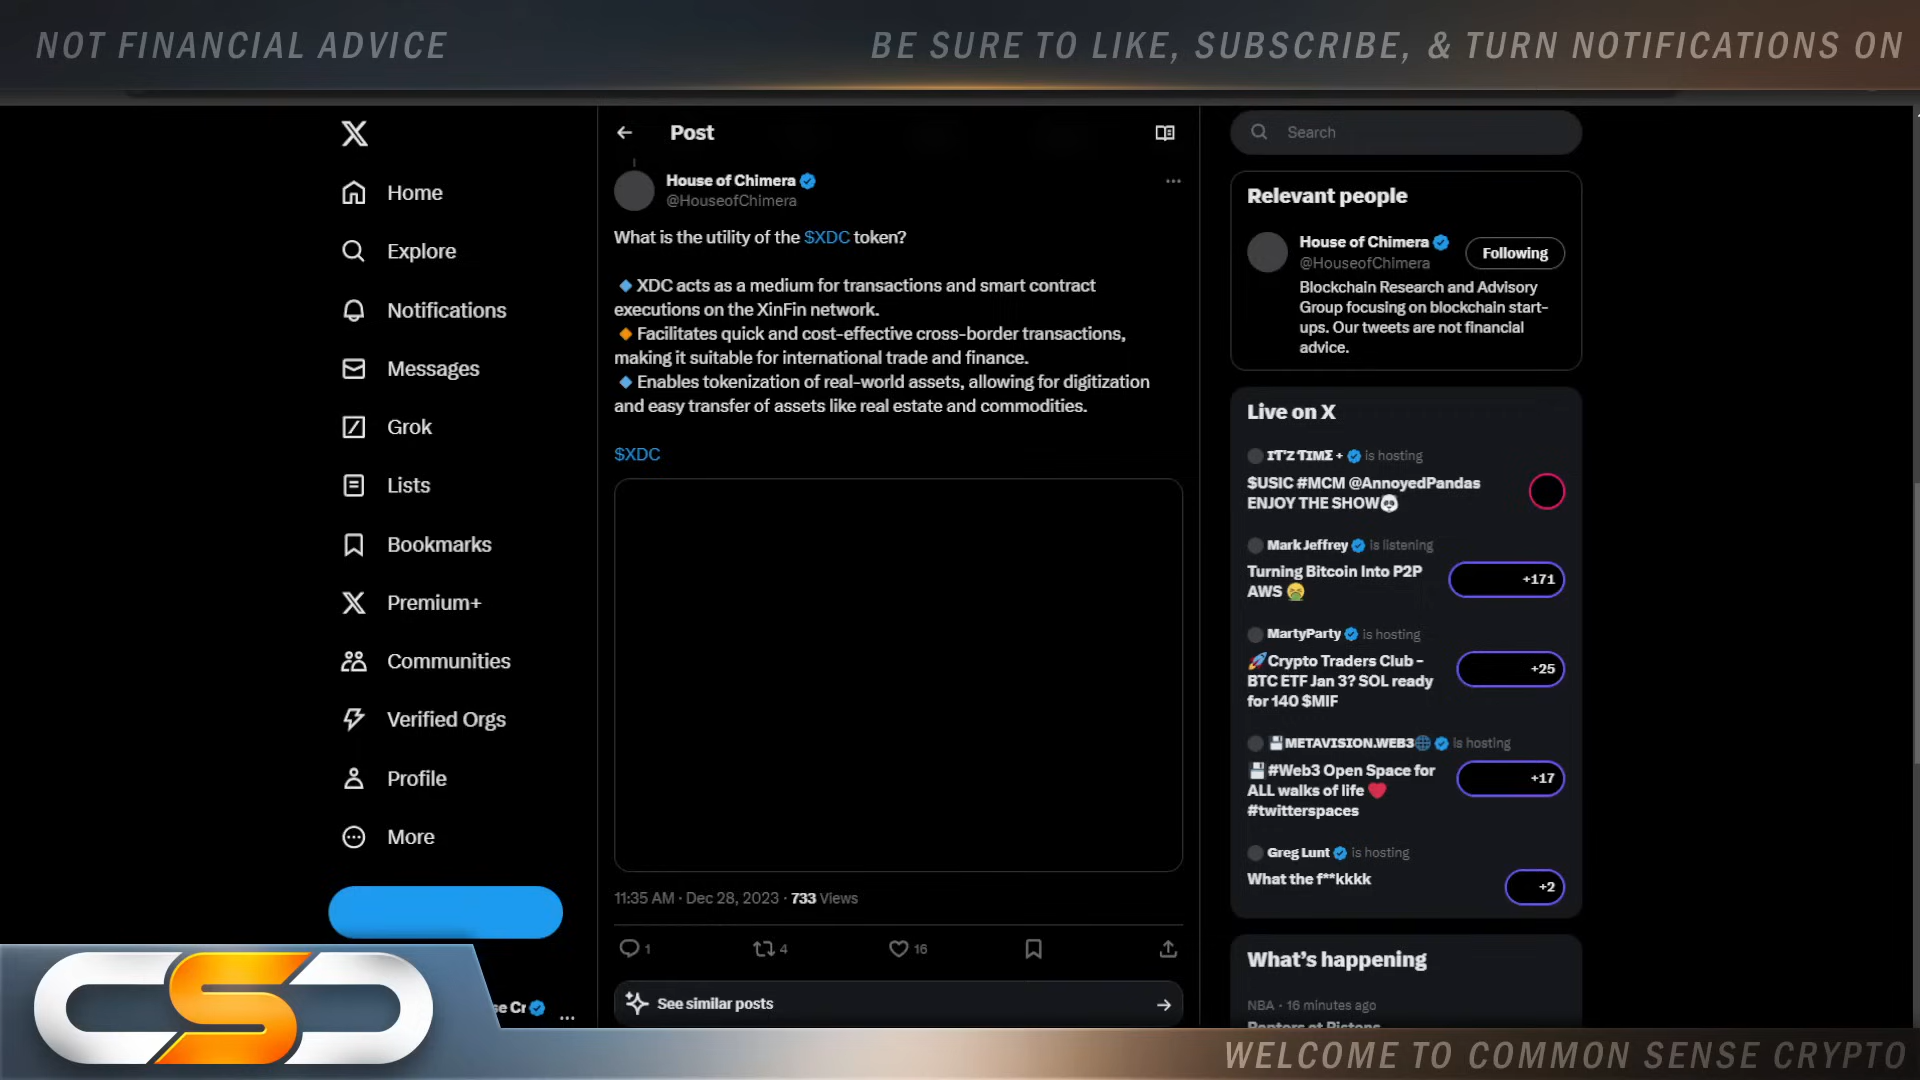 NOT FINANCIAL ADVICE
BE SURE TO LIKE, SUBSCRIBE, & TURN NOTIFICATIONS ON
Home
Explore
Notifications
Messages
Grok
Lists
Bookmarks
Premium+
Communities
Verified Orgs
Profile
More
se Cr
...
Post
House of Chimera
@HouseofChimera
What is the utility of the $XDC token?
🔹XDC acts as a medium for transactions and smart contract
executions on the XinFin network.
🔸Facilitates quick and cost-effective cross-border transactions,
making it suitable for international trade and finance.
🔹Enables tokenization of real-world assets, allowing for digitization
and easy transfer of assets like real estate and commodities.
$XDC
11:35 AM · Dec 28, 2023 · 733 Views
1
4
16
See similar posts
Search
Relevant people
House of Chimera
@HouseofChimera
Following
Blockchain Research and Advisory
Group focusing on blockchain start-
ups. Our tweets are not financial
advice.
Live on X
IT'Z TIMΣ + is hosting
$USIC #MCM @AnnoyedPandas
ENJOY THE SHOW🐼
Mark Jeffrey is listening
Turning Bitcoin Into P2P
AWS 🤮
+171
MartyParty is hosting
🚀Crypto Traders Club -
BTC ETF Jan 3? SOL ready
for 140 $MIF
+25
💾METAVISION.WEB3🌐 is hosting
💾#Web3 Open Space for
ALL walks of life ❤️
#twitterspaces
+17
Greg Lunt is hosting
What the f**kkkk
+2
What's happening
NBA · 16 minutes ago
Raptors at Pistons
CSC
WELCOME TO COMMON SENSE CRYPTO